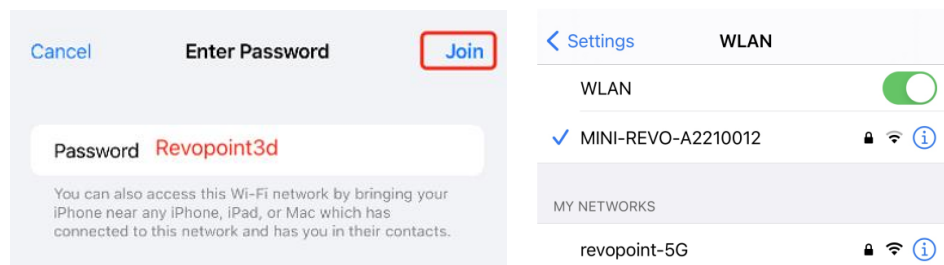 Cancel Enter Password Join
Password Revopoint3d
You can also access this Wi-Fi network by bringing your
iPhone near any iPhone, iPad, or Mac which has
connected to this network and has you in their contacts.
Settings WLAN
WLAN
MINI-REVO-A2210012
MY NETWORKS
revopoint-5G